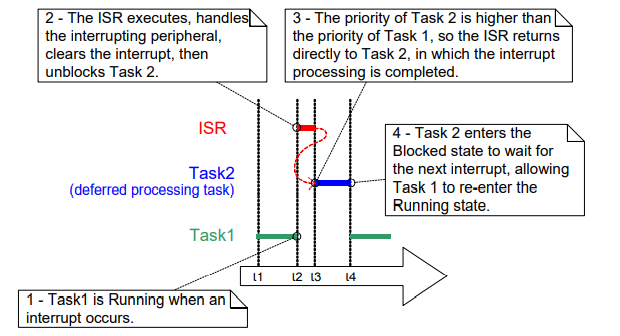 2 - The ISR executes, handles
the interrupting peripheral,
clears the interrupt, then
unblocks Task 2.
3 - The priority of Task 2 is higher than
the priority of Task 1, so the ISR returns
directly to Task 2, in which the interrupt
processing is completed.
ISR
4 - Task 2 enters the
Blocked state to wait for
the next interrupt, allowing
Task 1 to re-enter the
Running state.
Task2
(deferred processing task)
Task1
t1 t2 t3 t4
1 - Task1 is Running when an
interrupt occurs.